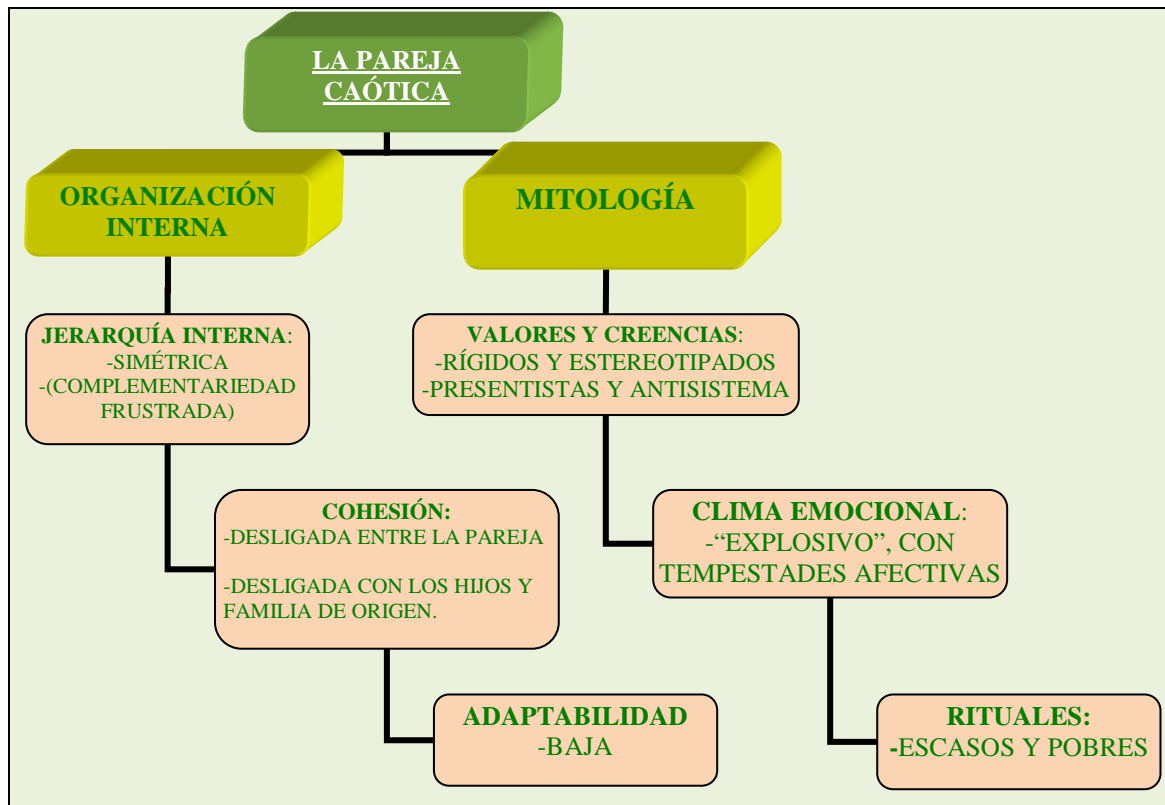 LA PAREJA
CAÓTICA
ORGANIZACIÓN
INTERNA
MITOLOGÍA
JERARQUÍA INTERNA:
-SIMÉTRICA
-(COMPLEMENTARIEDAD
FRUSTRADA)
VALORES Y CREENCIAS:
-RÍGIDOS Y ESTEREOTIPADOS
-PRESENTISTAS Y ANTISISTEMA
COHESIÓN:
-DESLIGADA ENTRE LA PAREJA
-DESLIGADA CON LOS HIJOS Y
FAMILIA DE ORIGEN.
CLIMA EMOCIONAL:
-“EXPLOSIVO”, CON
TEMPESTADES AFECTIVAS
ADAPTABILIDAD
-BAJA
RITUALES:
-ESCASOS Y POBRES